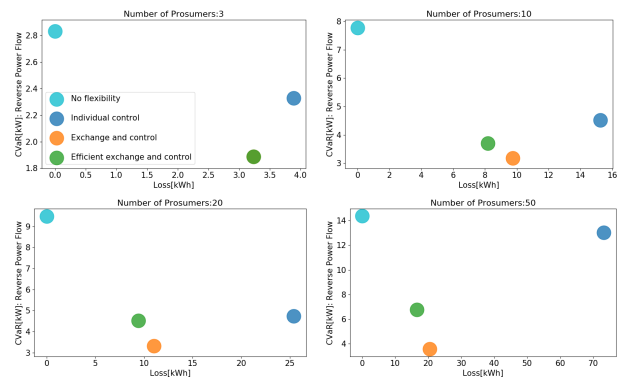 Number of Prosumers:3
CVaR[kW]: Reverse Power Flow
2.8
2.6
2.4
2.2
2.0
1.8
No flexibility
Individual control
Exchange and control
Efficient exchange and control
0.0 0.5 1.0 1.5 2.0 2.5 3.0 3.5 4.0
Loss[kWh]
Number of Prosumers:10
CVaR[kW]: Reverse Power Flow
8
7
6
5
4
3
0 2 4 6 8 10 12 14 16
Loss[kWh]
Number of Prosumers:20
CVaR[kW]: Reverse Power Flow
9
8
7
6
5
4
3
0 5 10 15 20 25
Loss[kWh]
Number of Prosumers:50
CVaR[kW]: Reverse Power Flow
14
12
10
8
6
4
0 10 20 30 40 50 60 70
Loss[kWh]